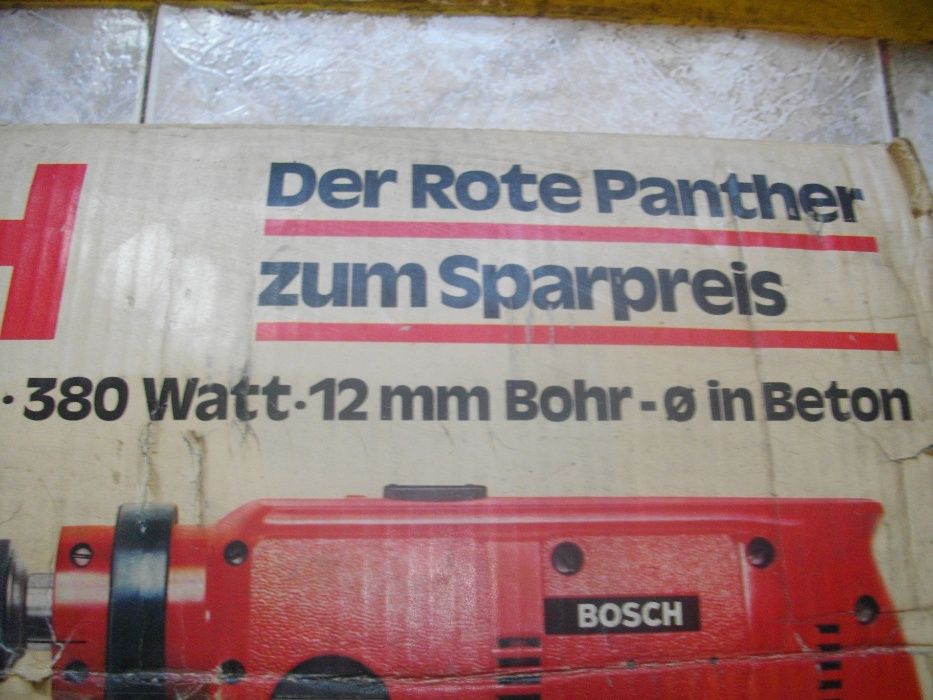 H
Der Rote Panther
zum Sparpreis
· 380 Watt · 12 mm Bohr - ø in Beton
BOSCH